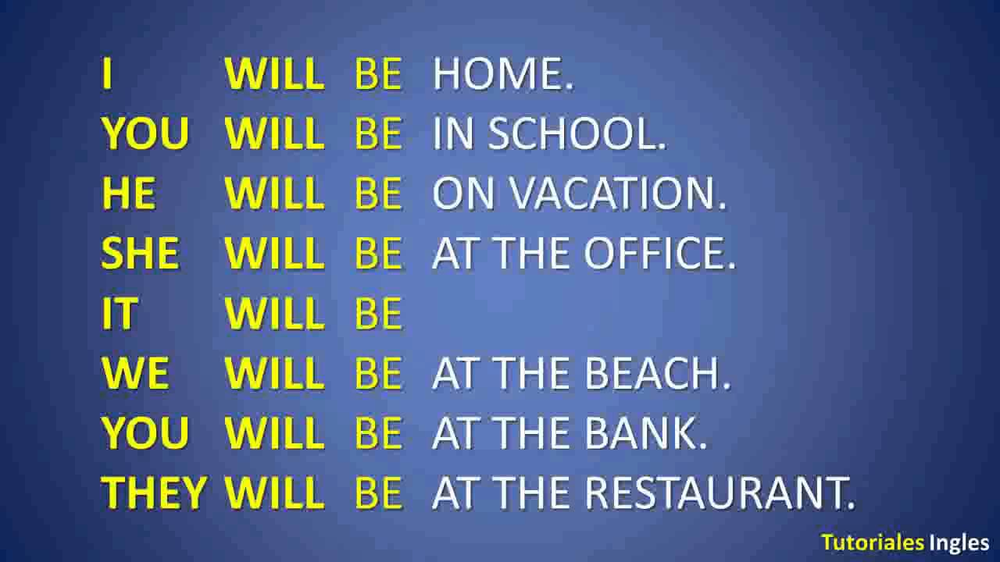 I WILL BE HOME.
YOU WILL BE IN SCHOOL.
HE WILL BE ON VACATION.
SHE WILL BE AT THE OFFICE.
IT WILL BE
WE WILL BE AT THE BEACH.
YOU WILL BE AT THE BANK.
THEY WILL BE AT THE RESTAURANT.
Tutoriales Ingles